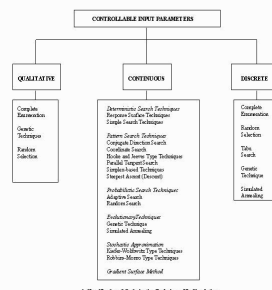 CONTROLLABLE INPUT PARAMETERS
QUALITATIVE
CONTINUOUS
DISCRETE
Complete
Enumeration
Genetic
Techniques
Random
Selection
Deterministic Search Techniques
Response Surface Techniques
Simple Search Techniques
Pattern Search Techniques
Conjugate Direction Search
Coordinate Search
Hooke and Jeeves Type Techniques
Parallel Tangent Search
Simplex-based Techniques
Steepest Ascent (Descent)
Probabilistic Search Techniques
Adaptive Search
Random Search
Evolutionary Techniques
Genetic Technique
Simulated Annealing
Stochastic Approximation
Kiefer-Wolfowitz Type Techniques
Robbins-Monro Type Techniques
Gradient Surface Method
Complete
Enumeration
Random
Selection
Tabu
Search
Genetic
Technique
Simulated
Annealing